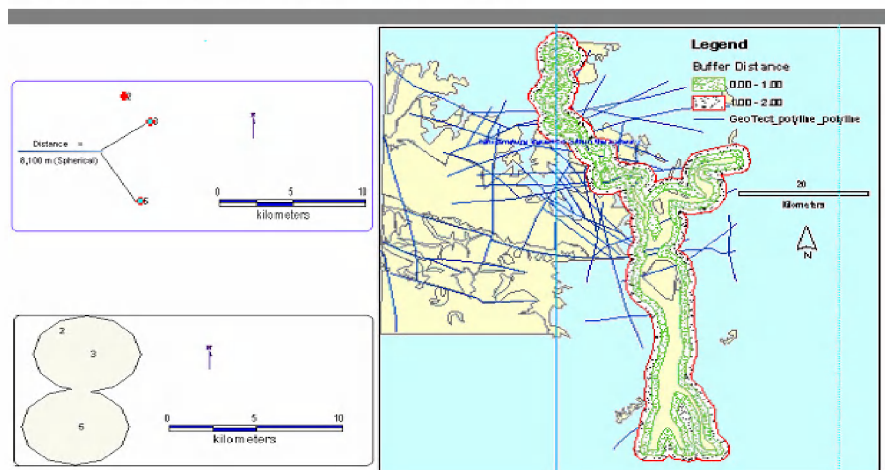 Distance =
8,100 m (Spherical)
0 5 10
kilometers
2
3
5
0 5 10
kilometers
Legend
Buffer Distance
0.00 - 1.00
1.00 - 2.00
GeoTect_polyline_polyline
20
Kilometers
N